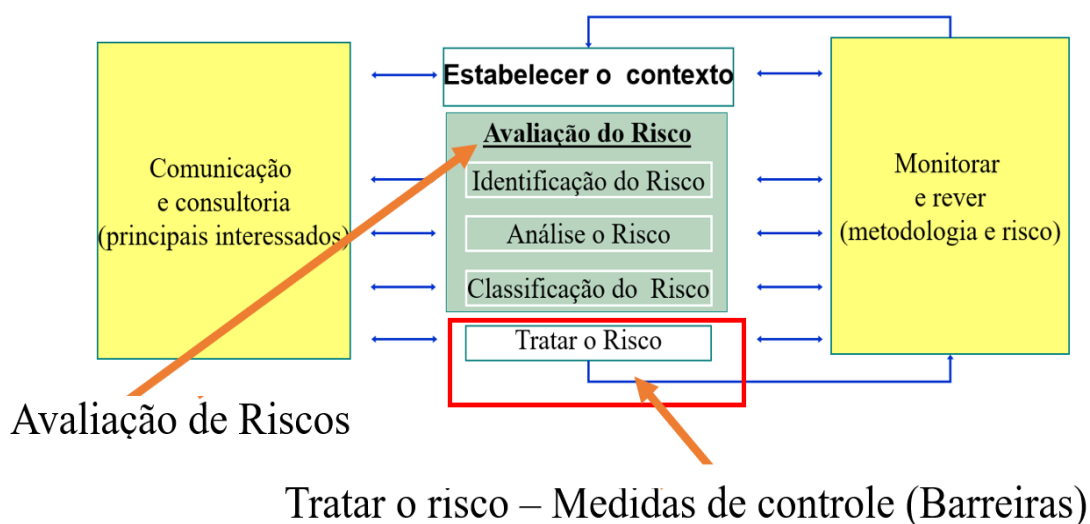 Estabelecer o contexto
Comunicação
e consultoria
(principais interessados)
Avaliação do Risco
Identificação do Risco
Análise o Risco
Classificação do Risco
Tratar o Risco
Monitorar
e rever
(metodologia e risco)
Avaliação de Riscos
Tratar o risco – Medidas de controle (Barreiras)